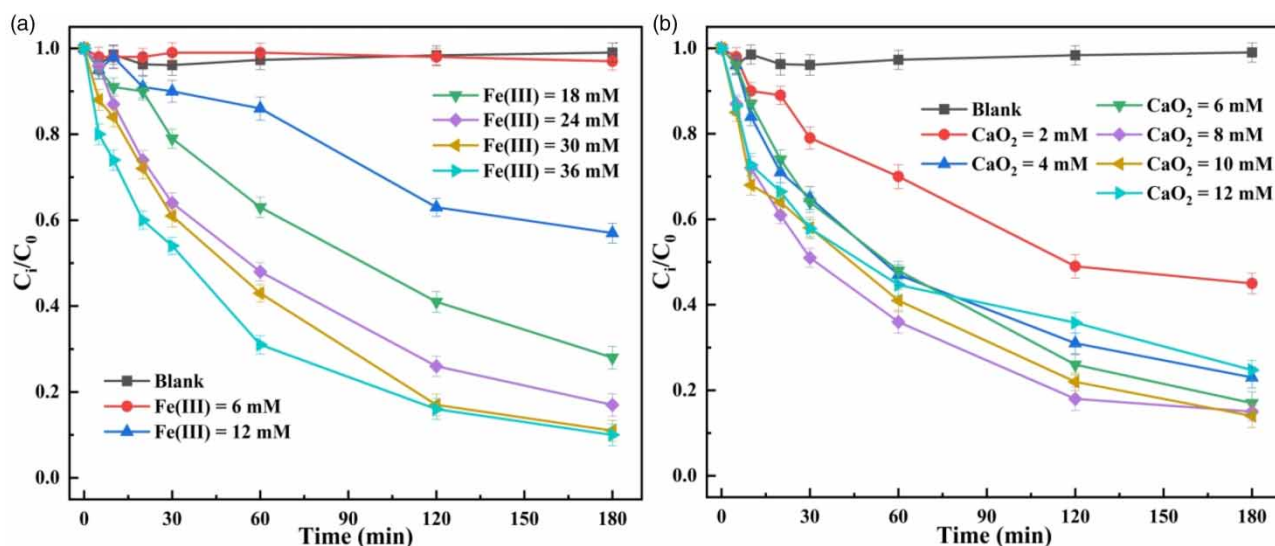 (a)
1.0
0.8
0.6
0.4
0.2
0.0
Ci/C0
Fe(III) = 18 mM
Fe(III) = 24 mM
Fe(III) = 30 mM
Fe(III) = 36 mM
Blank
Fe(III) = 6 mM
Fe(III) = 12 mM
0 30 60 90 120 150 180
Time (min)
(b)
1.0
0.8
0.6
0.4
0.2
0.0
Ci/C0
Blank
CaO2 = 2 mM
CaO2 = 4 mM
CaO2 = 6 mM
CaO2 = 8 mM
CaO2 = 10 mM
CaO2 = 12 mM
0 30 60 90 120 150 180
Time (min)